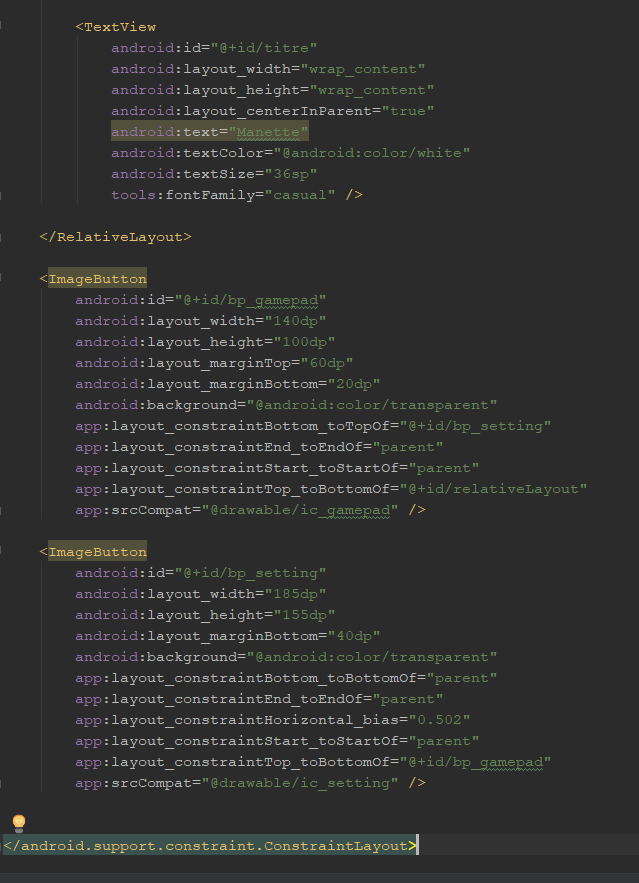 <TextView
android:id="@+id/titre"
android:layout_width="wrap_content"
android:layout_height="wrap_content"
android:layout_centerInParent="true"
android:text="Manette"
android:textColor="@android:color/white"
android:textSize="36sp"
tools:fontFamily="casual" />
</RelativeLayout>
<ImageButton
android:id="@+id/bp_gamepad"
android:layout_width="140dp"
android:layout_height="100dp"
android:layout_marginTop="60dp"
android:layout_marginBottom="20dp"
android:background="@android:color/transparent"
app:layout_constraintBottom_toTopOf="@+id/bp_setting"
app:layout_constraintEnd_toEndOf="parent"
app:layout_constraintStart_toStartOf="parent"
app:layout_constraintTop_toBottomOf="@+id/relativeLayout"
app:srcCompat="@drawable/ic_gamepad" />
<ImageButton
android:id="@+id/bp_setting"
android:layout_width="185dp"
android:layout_height="155dp"
android:layout_marginBottom="40dp"
android:background="@android:color/transparent"
app:layout_constraintBottom_toBottomOf="parent"
app:layout_constraintEnd_toEndOf="parent"
app:layout_constraintHorizontal_bias="0.502"
app:layout_constraintStart_toStartOf="parent"
app:layout_constraintTop_toBottomOf="@+id/bp_gamepad"
app:srcCompat="@drawable/ic_setting" />
</android.support.constraint.ConstraintLayout>